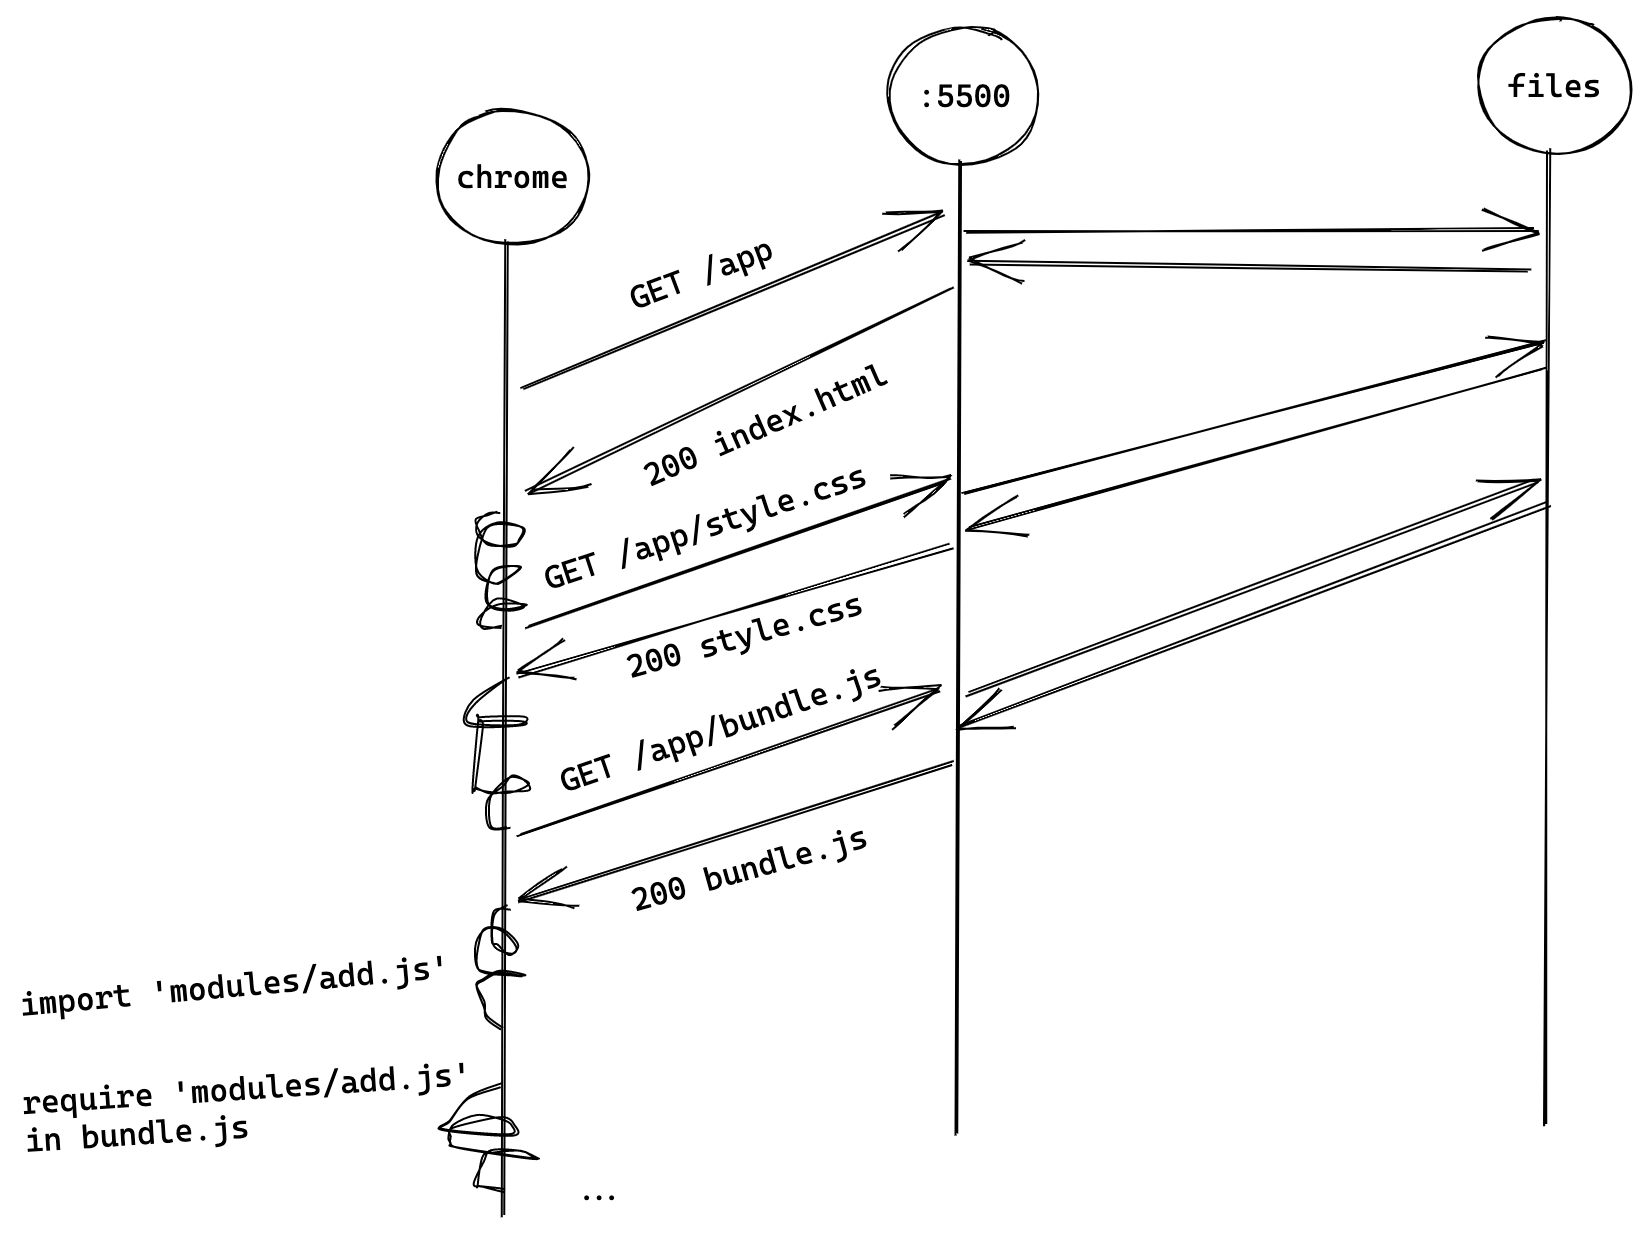 :5500
files
chrome
GET /app
200 index.html
GET /app/style.css
200 style.css
GET /app/bundle.js
200 bundle.js
import 'modules/add.js'
require 'modules/add.js'
in bundle.js
...